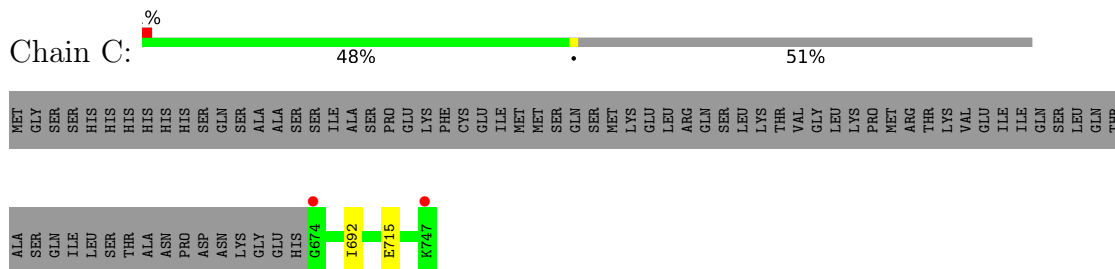 .%
Chain C:
48% • 51%
MET GLY SER SER HIS HIS HIS HIS HIS HIS SER GLN SER ALA ALA SER SER ILE ALA SER PRO GLU LYS PHE CYS GLU ILE MET MET SER GLN SER MET LYS GLU LEU ARG GLN SER LEU LYS THR VAL GLY LEU LYS PRO MET ARG THR LYS VAL GLU ILE ILE GLN SER LEU GLN THR
ALA SER GLN ILE LEU SER THR ALA ASN PRO ASP ASN LYS GLY GLU HIS G674 I692 E715 K747